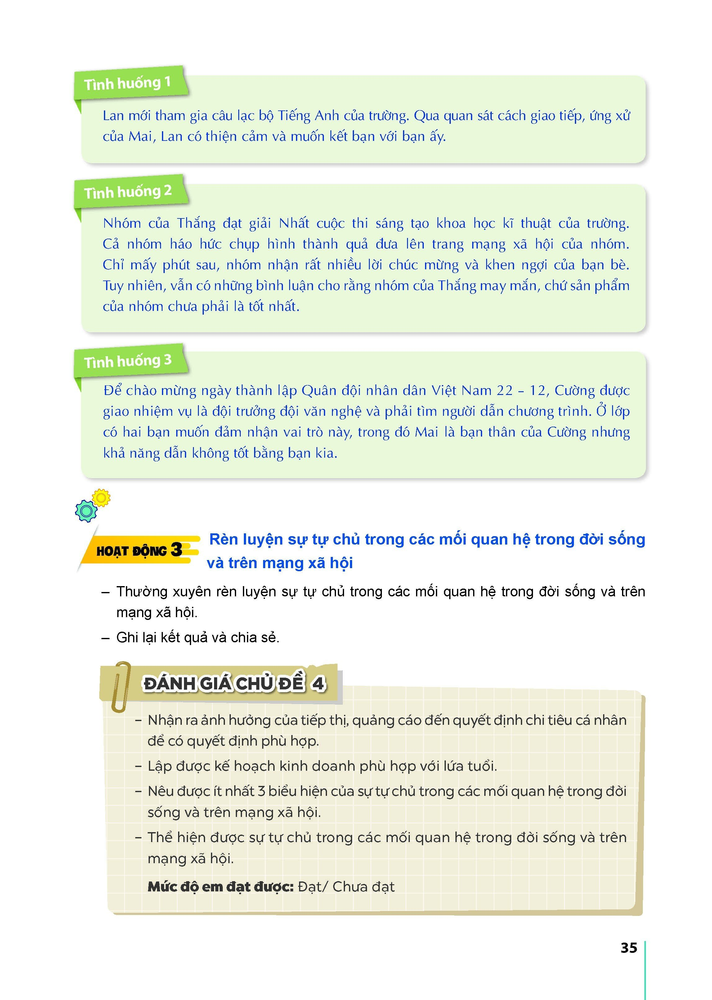 Tình huống 1
Lan mới tham gia câu lạc bộ Tiếng Anh của trường. Qua quan sát cách giao tiếp, ứng xử
của Mai, Lan có thiện cảm và muốn kết bạn với bạn ấy.
Tình huống 2
Nhóm của Thắng đạt giải Nhất cuộc thi sáng tạo khoa học kĩ thuật của trường.
Cả nhóm háo hức chụp hình thành quả đưa lên trang mạng xã hội của nhóm.
Chỉ mấy phút sau, nhóm nhận rất nhiều lời chúc mừng và khen ngợi của bạn bè.
Tuy nhiên, vẫn có những bình luận cho rằng nhóm của Thắng may mắn, chứ sản phẩm
của nhóm chưa phải là tốt nhất.
Tình huống 3
Để chào mừng ngày thành lập Quân đội nhân dân Việt Nam 22 – 12, Cường được
giao nhiệm vụ là đội trưởng đội văn nghệ và phải tìm người dẫn chương trình. Ở lớp
có hai bạn muốn đảm nhận vai trò này, trong đó Mai là bạn thân của Cường nhưng
khả năng dẫn không tốt bằng bạn kia.
HOẠT ĐỘNG 3
Rèn luyện sự tự chủ trong các mối quan hệ trong đời sống
và trên mạng xã hội
– Thường xuyên rèn luyện sự tự chủ trong các mối quan hệ trong đời sống và trên
mạng xã hội.
– Ghi lại kết quả và chia sẻ.
ĐÁNH GIÁ CHỦ ĐỀ 4
– Nhận ra ảnh hưởng của tiếp thị, quảng cáo đến quyết định chi tiêu cá nhân
để có quyết định phù hợp.
– Lập được kế hoạch kinh doanh phù hợp với lứa tuổi.
– Nêu được ít nhất 3 biểu hiện của sự tự chủ trong các mối quan hệ trong đời
sống và trên mạng xã hội.
– Thể hiện được sự tự chủ trong các mối quan hệ trong đời sống và trên
mạng xã hội.
Mức độ em đạt được: Đạt/ Chưa đạt
35